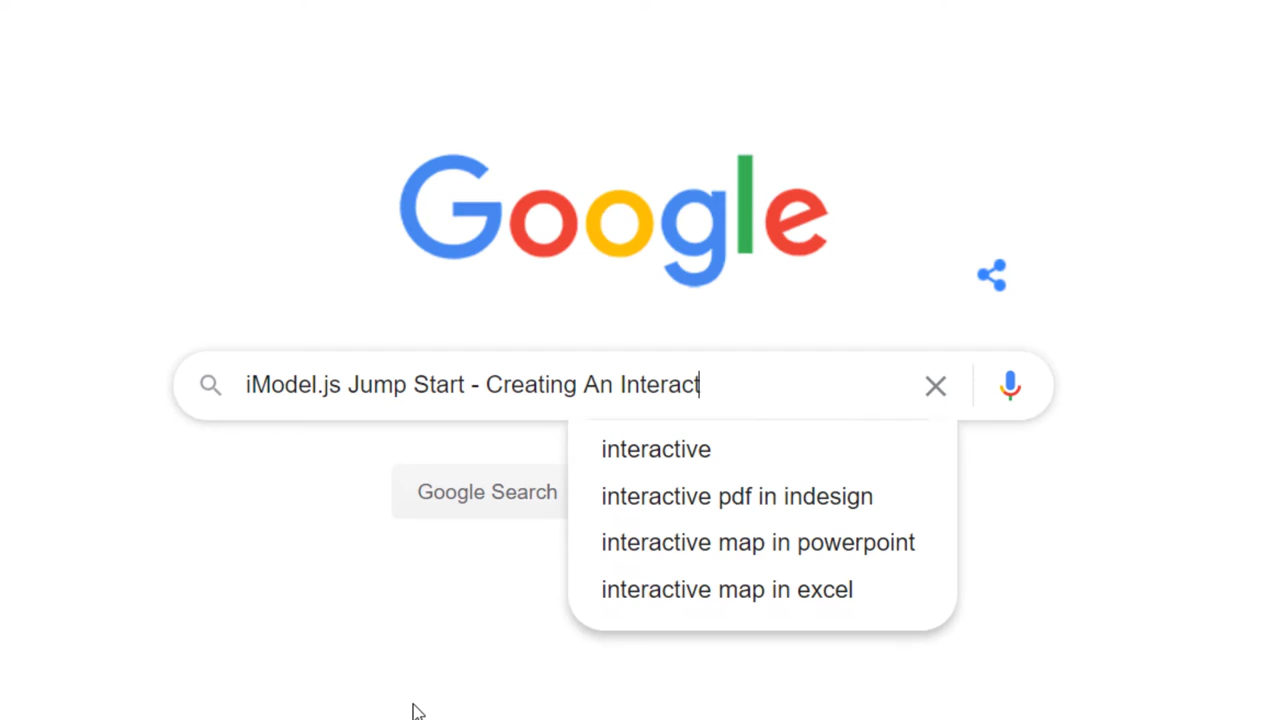 Google
iModel.js Jump Start - Creating An Interact
interactive
Google Search
interactive pdf in indesign
interactive map in powerpoint
interactive map in excel